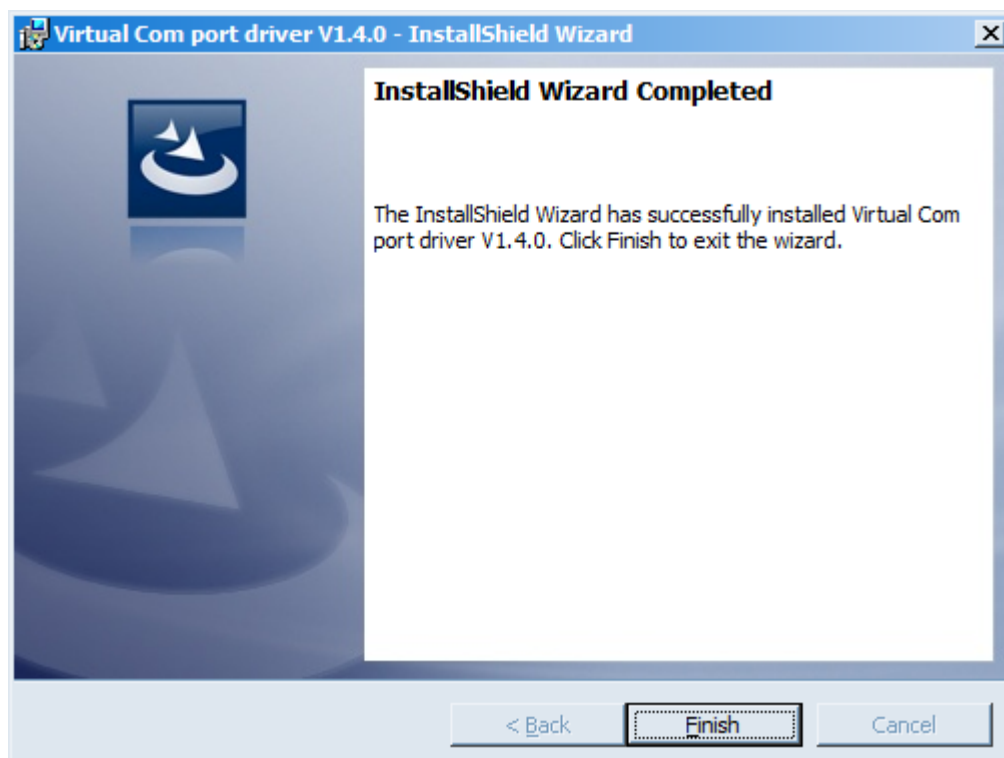 Virtual Com port driver V1.4.0 - InstallShield Wizard
InstallShield Wizard Completed
The InstallShield Wizard has successfully installed Virtual Com
port driver V1.4.0. Click Finish to exit the wizard.
< Back Finish Cancel